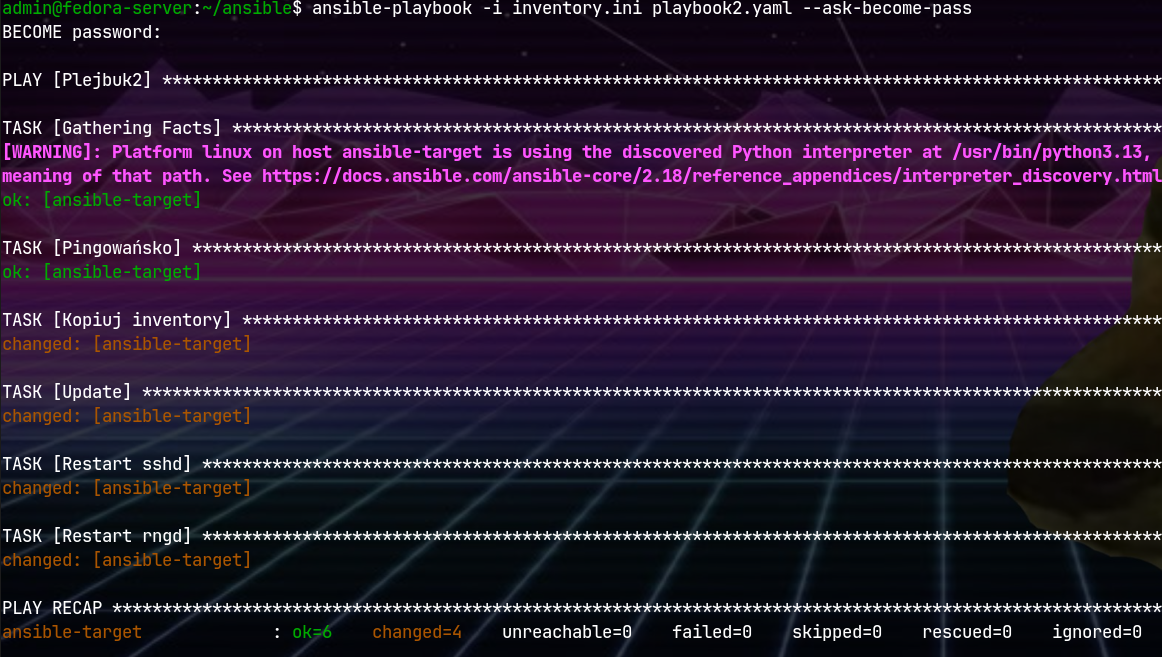 admin@fedora-server:~/ansible$ ansible-playbook -i inventory.ini playbook2.yaml --ask-become-pass
BECOME password:
PLAY [Plejbuk2] ****************************************************************************************************
TASK [Gathering Facts] *********************************************************************************************
[WARNING]: Platform linux on host ansible-target is using the discovered Python interpreter at /usr/bin/python3.13,
meaning of that path. See https://docs.ansible.com/ansible-core/2.18/reference_appendices/interpreter_discovery.html
ok: [ansible-target]
TASK [Pingowańsko] *************************************************************************************************
ok: [ansible-target]
TASK [Kopiuj inventory] ********************************************************************************************
changed: [ansible-target]
TASK [Update] ******************************************************************************************************
changed: [ansible-target]
TASK [Restart sshd] ************************************************************************************************
changed: [ansible-target]
TASK [Restart rngd] ************************************************************************************************
changed: [ansible-target]
PLAY RECAP *********************************************************************************************************
ansible-target             : ok=6    changed=4    unreachable=0    failed=0    skipped=0    rescued=0    ignored=0